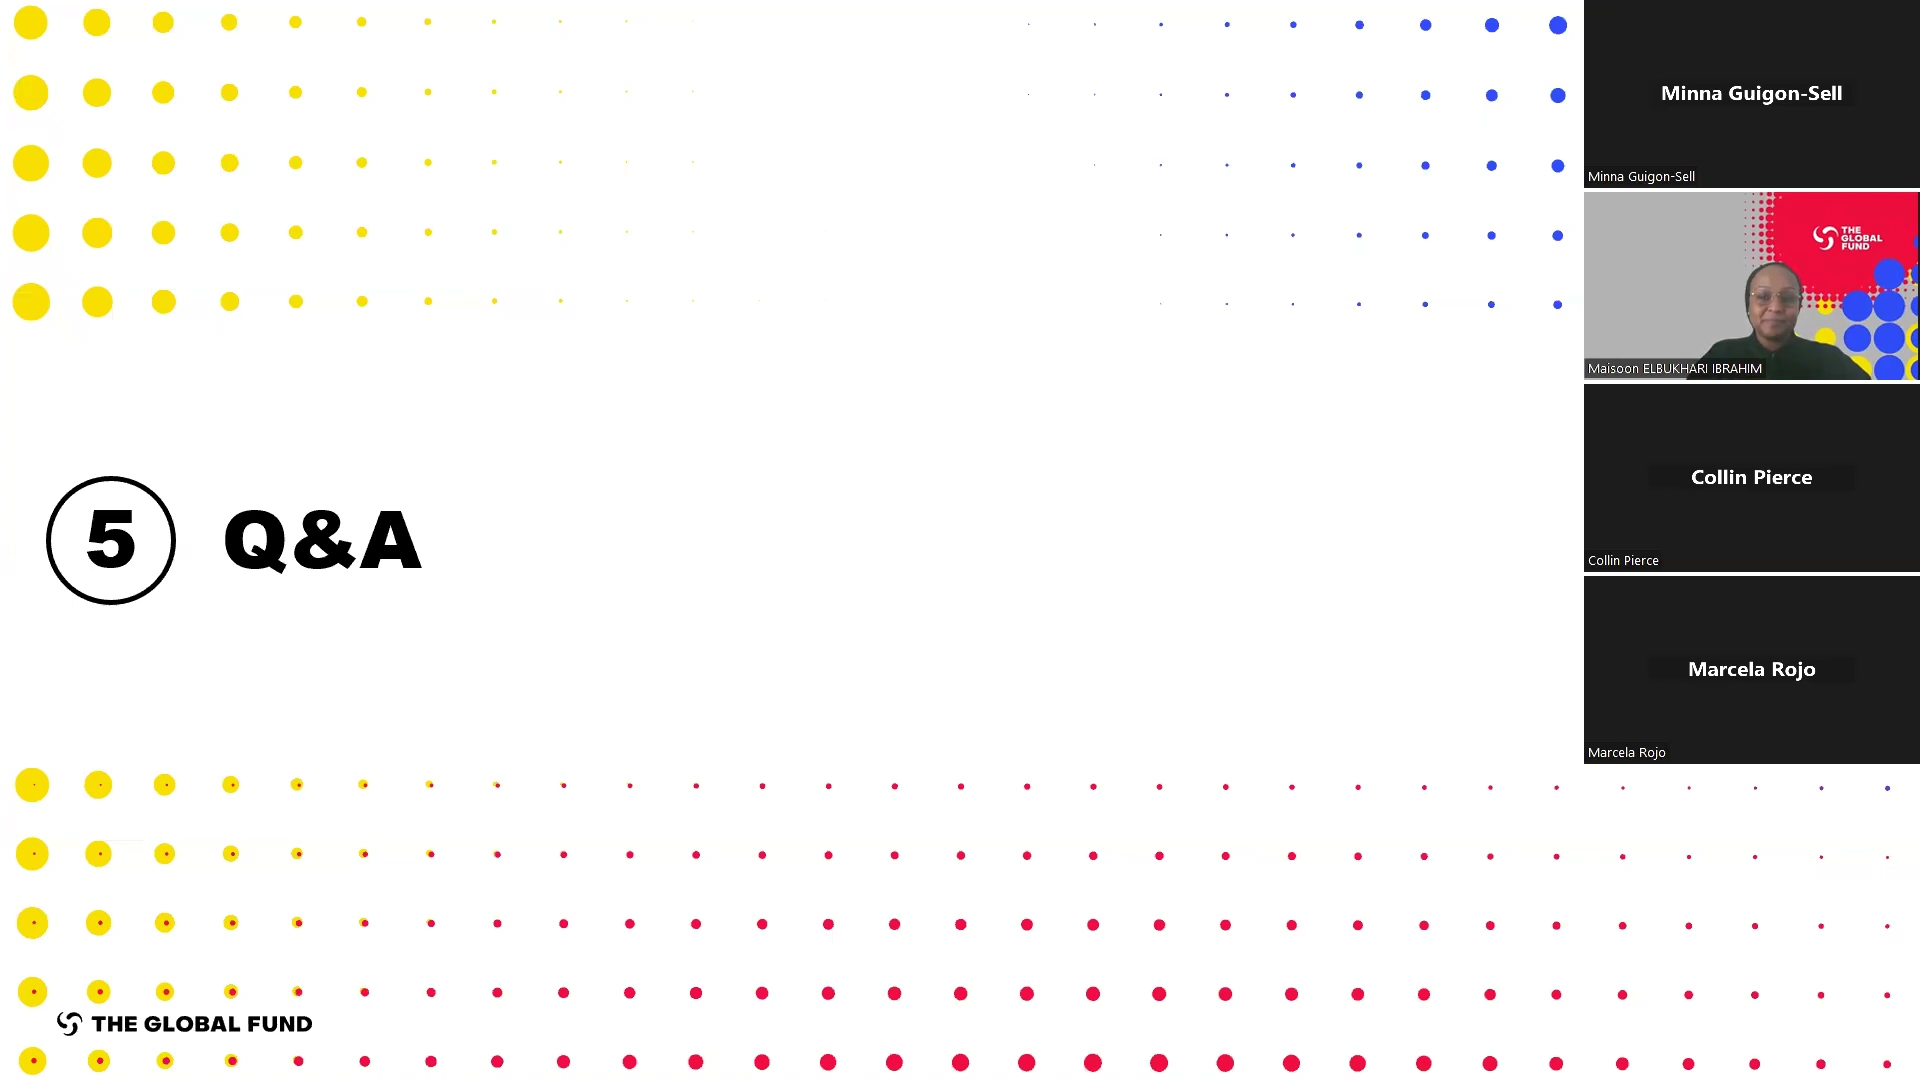 5 Q&A
THE GLOBAL FUND
Minna Guigon-Sell
Minna Guigon-Sell
THE
GLOBAL
FUND
Maisoon ELBUKHARI IBRAHIM
Collin Pierce
Collin Pierce
Marcela Rojo
Marcela Rojo